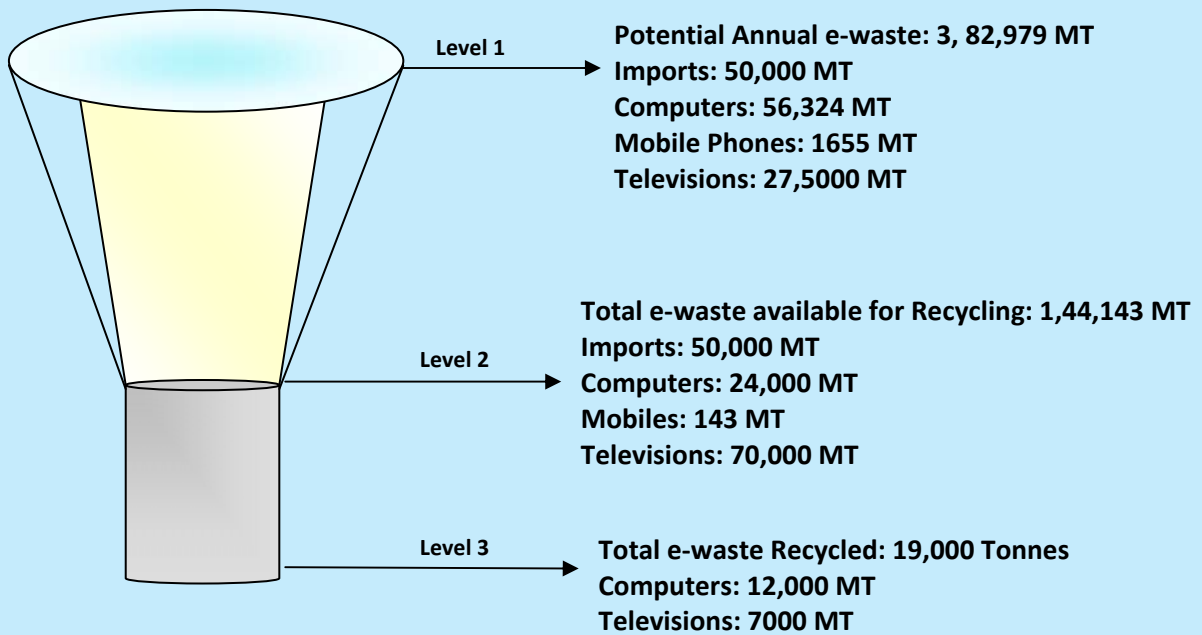 Level 1
Potential Annual e-waste: 3, 82,979 MT
Imports: 50,000 MT
Computers: 56,324 MT
Mobile Phones: 1655 MT
Televisions: 27,5000 MT
Level 2
Total e-waste available for Recycling: 1,44,143 MT
Imports: 50,000 MT
Computers: 24,000 MT
Mobiles: 143 MT
Televisions: 70,000 MT
Level 3
Total e-waste Recycled: 19,000 Tonnes
Computers: 12,000 MT
Televisions: 7000 MT